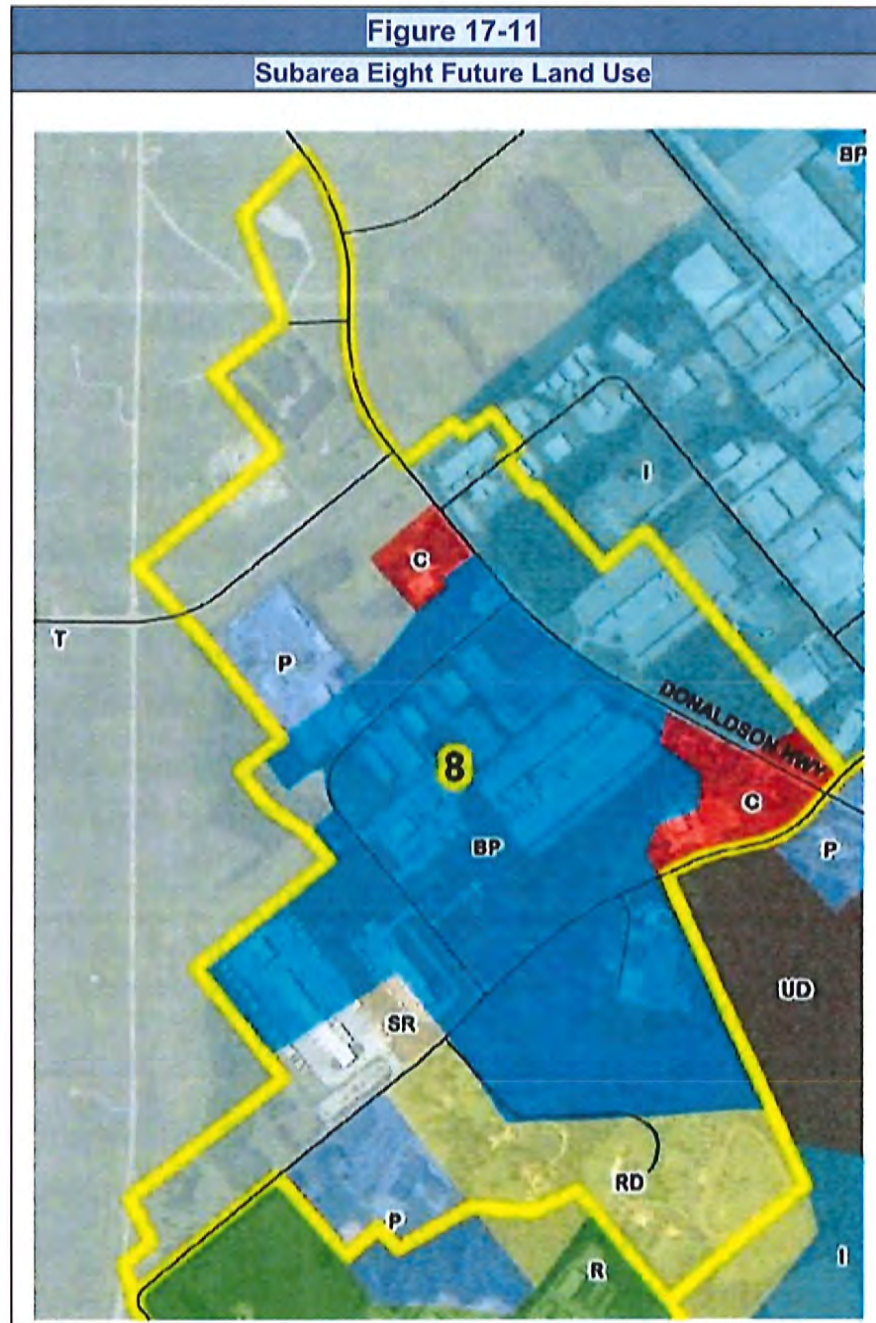 Figure 17-11
Subarea Eight Future Land Use
BP
I
C
T
P
DONALDSON HWY
8
C
BP
P
UD
SR
RD
P
R
I